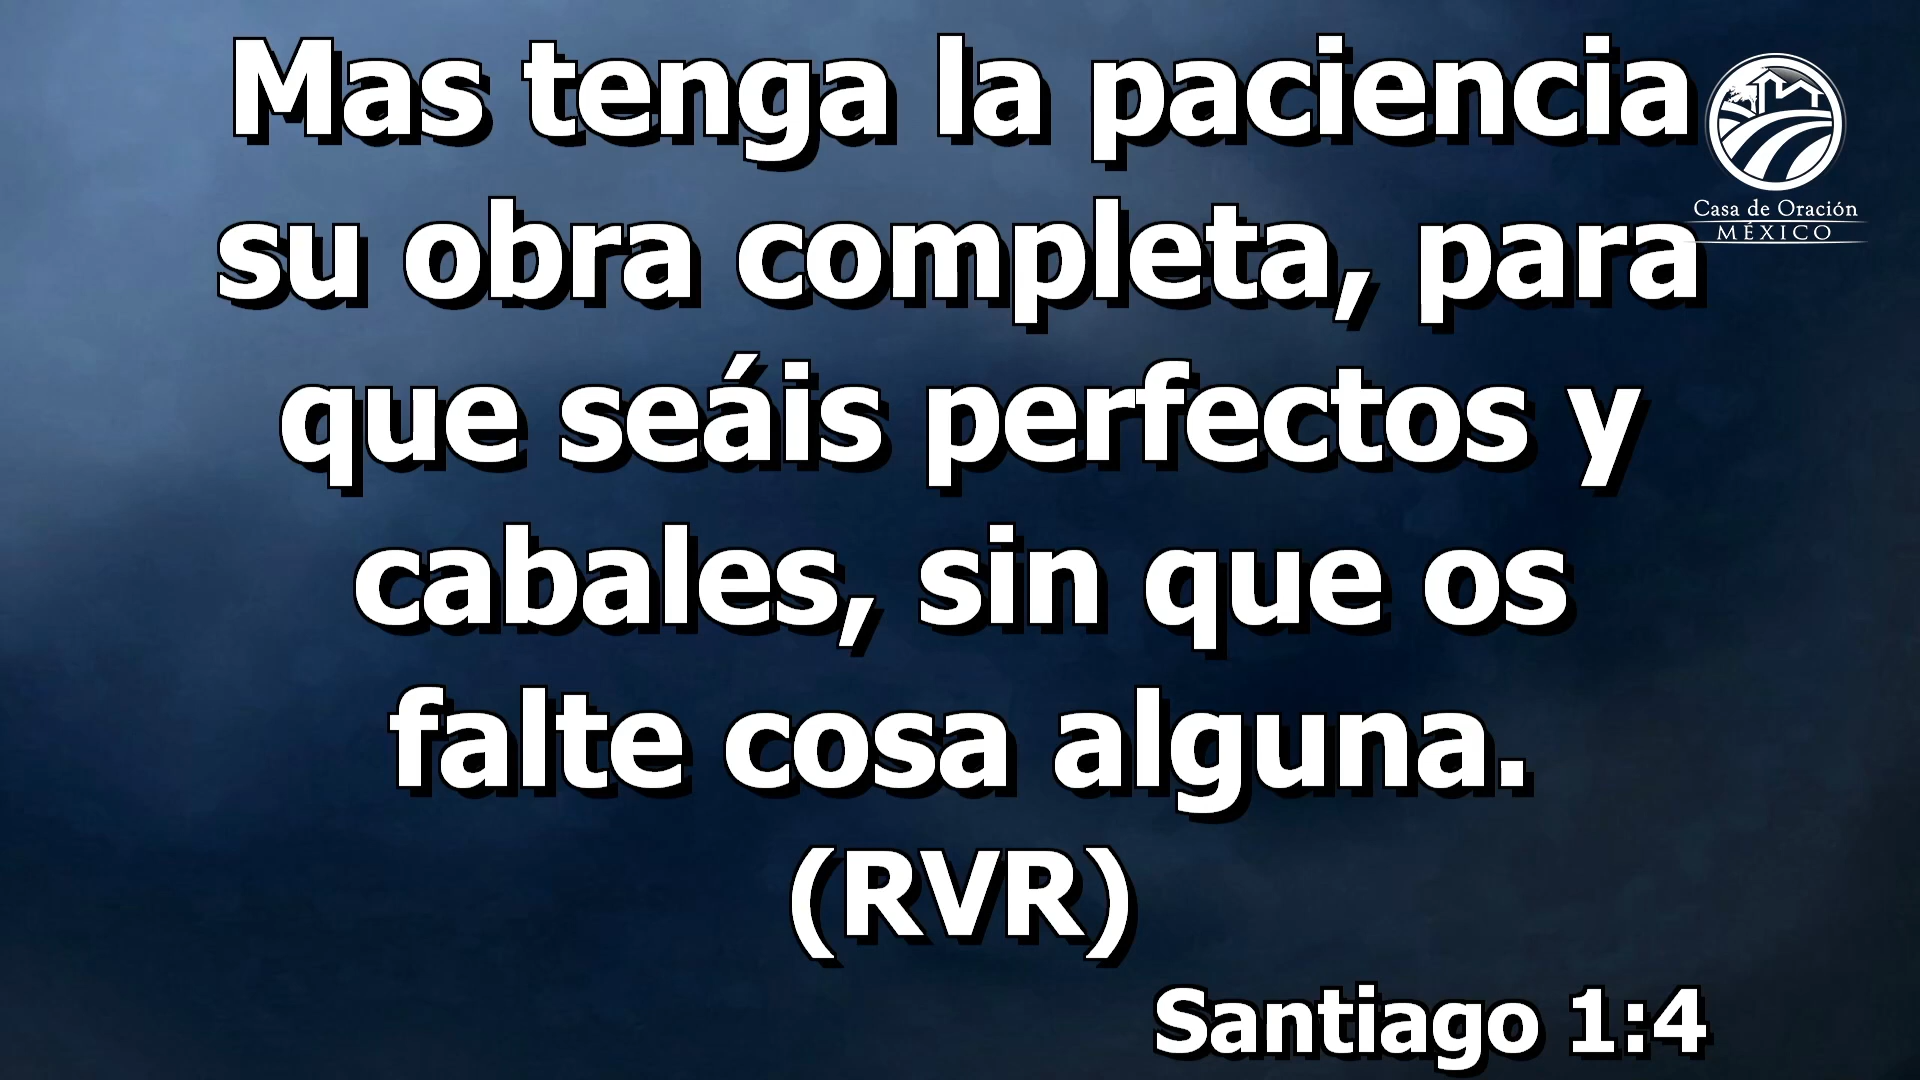 Mas tenga la paciencia
su obra completa, para
que seáis perfectos y
cabales, sin que os
falte cosa alguna.
(RVR)
Santiago 1:4
Casa de Oración
MÉXICO